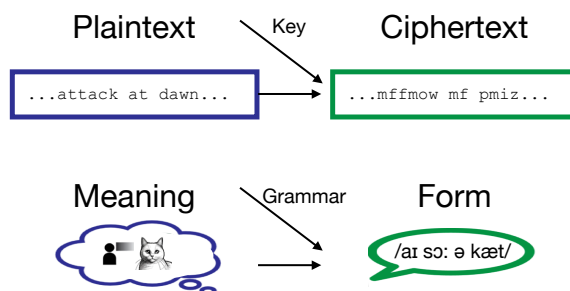 Plaintext Key Ciphertext
...attack at dawn... ...mffmow mf pmiz...
Meaning Grammar Form
/aɪ sɔː ə kæt/